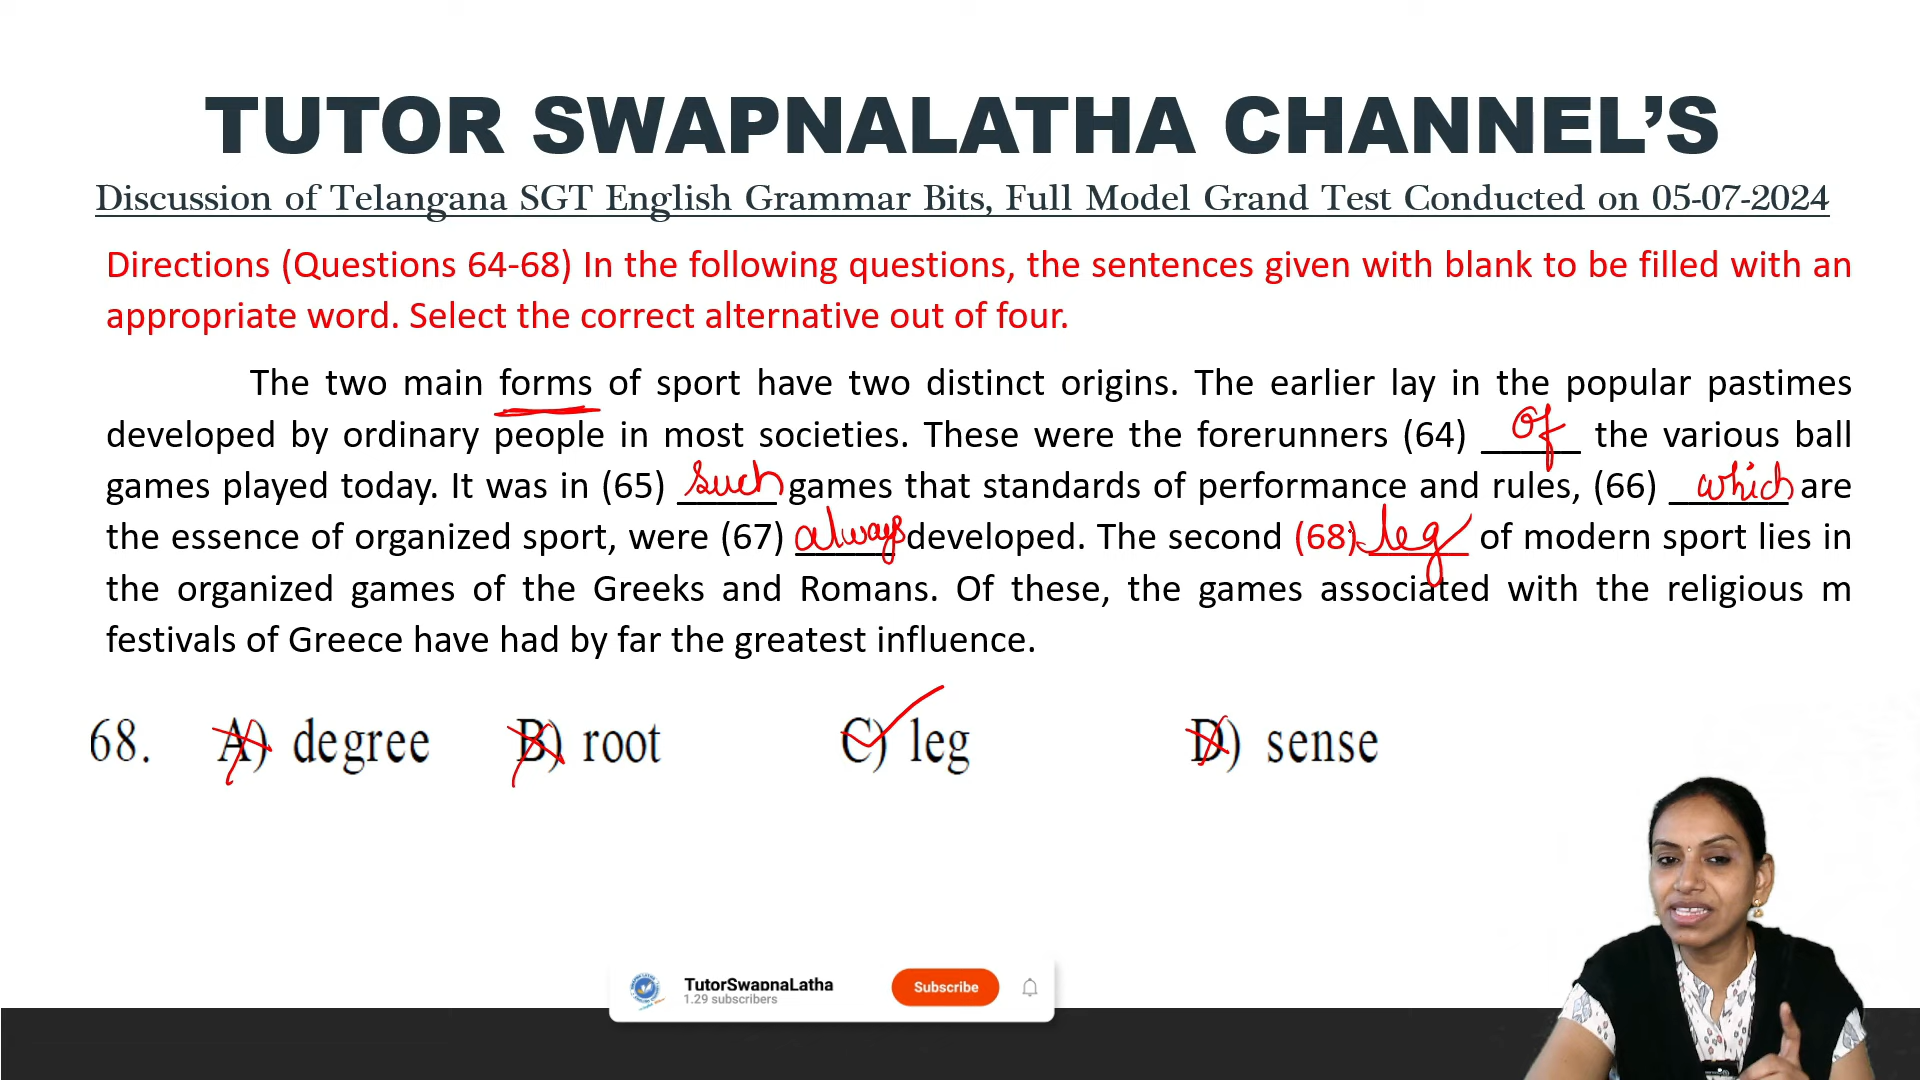 TUTOR SWAPNALATHA CHANNEL’S
Discussion of Telangana SGT English Grammar Bits, Full Model Grand Test Conducted on 05-07-2024
Directions (Questions 64-68) In the following questions, the sentences given with blank to be filled with an
appropriate word. Select the correct alternative out of four.
The two main forms of sport have two distinct origins. The earlier lay in the popular pastimes
developed by ordinary people in most societies. These were the forerunners (64) of the various ball
games played today. It was in (65) such games that standards of performance and rules, (66) which are
the essence of organized sport, were (67) always developed. The second (68) leg of modern sport lies in
the organized games of the Greeks and Romans. Of these, the games associated with the religious m
festivals of Greece have had by far the greatest influence.
68. A) degree B) root C) leg D) sense
TutorSwapnaLatha
1.29 subscribers
Subscribe